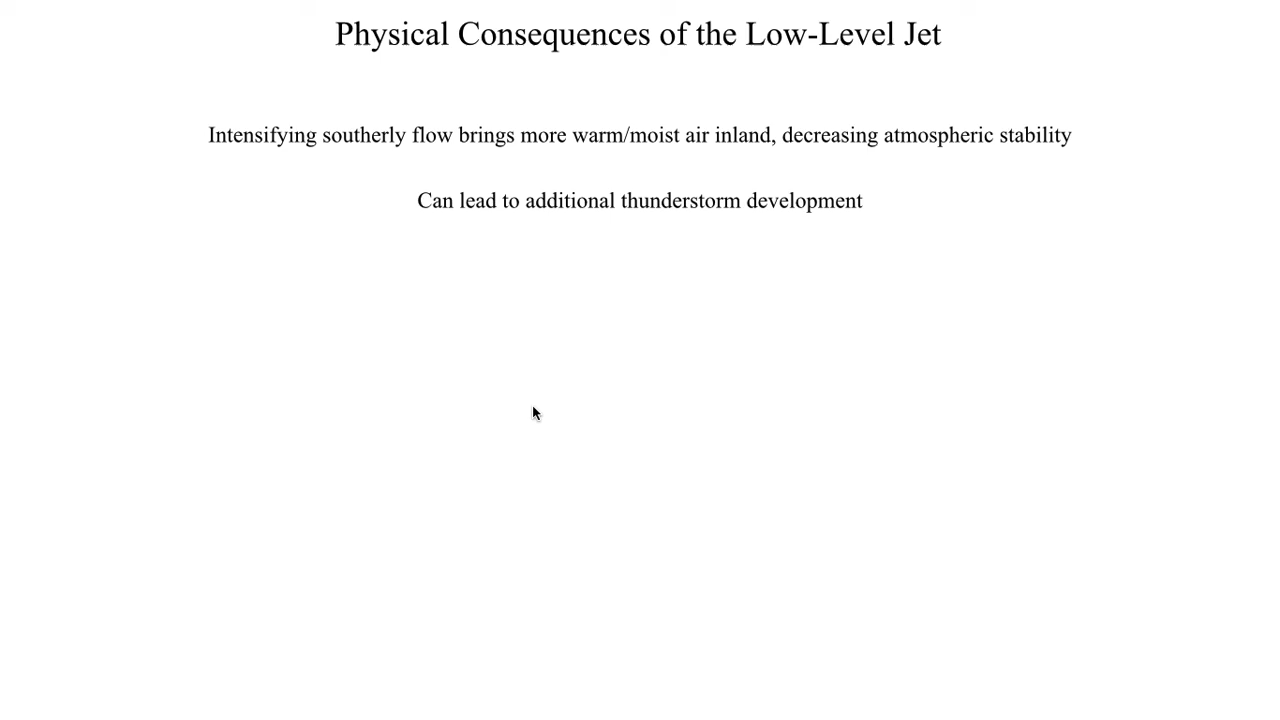 Physical Consequences of the Low-Level Jet
Intensifying southerly flow brings more warm/moist air inland, decreasing atmospheric stability
Can lead to additional thunderstorm development